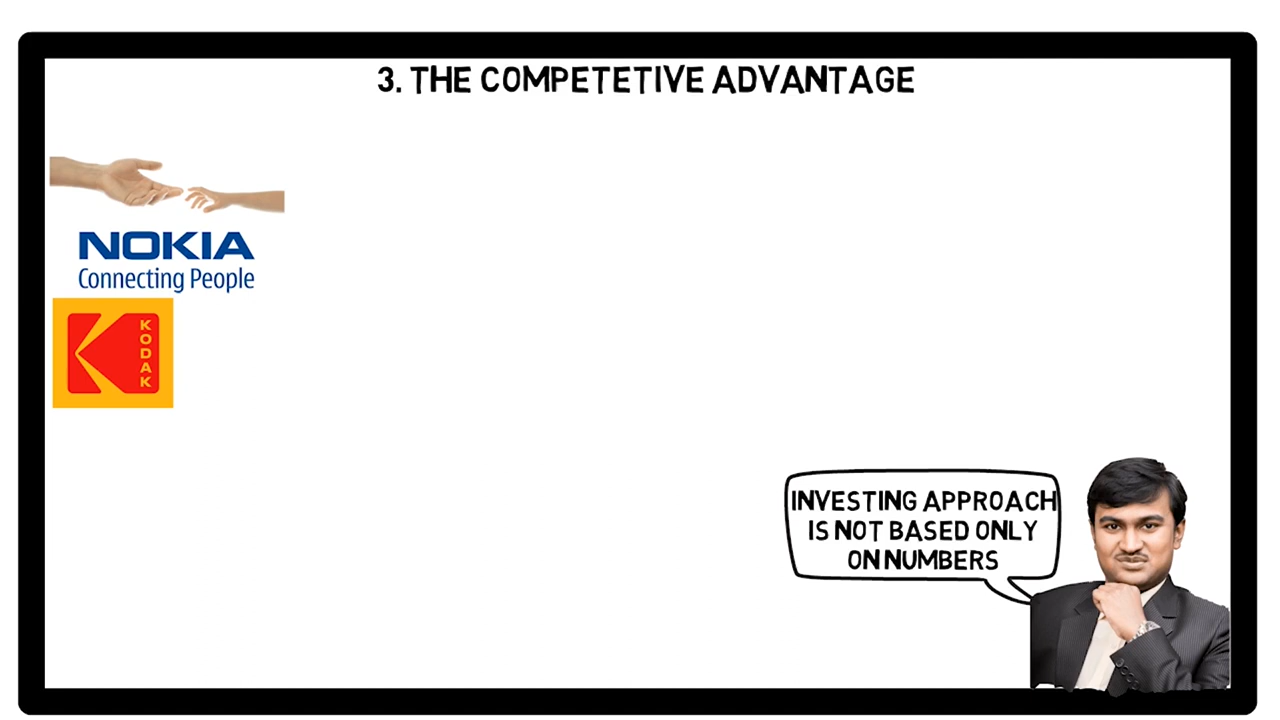 3. THE COMPETETIVE ADVANTAGE
NOKIA
Connecting People
KODAK
INVESTING APPROACH
IS NOT BASED ONLY
ON NUMBERS